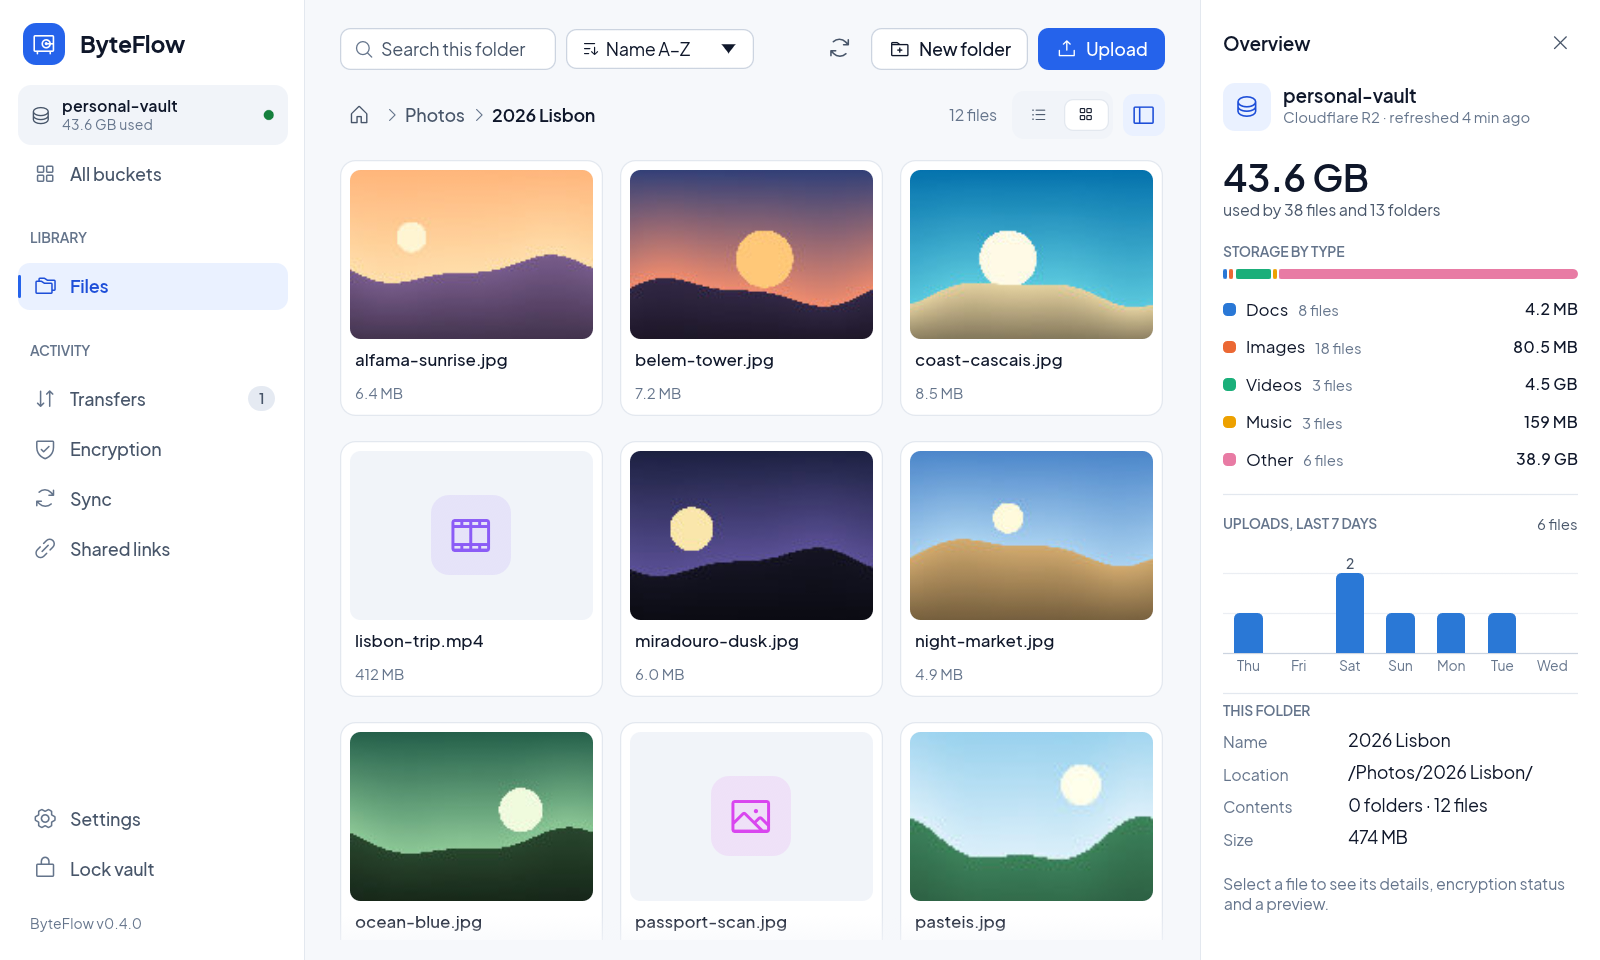 ByteFlow
personal-vault
43.6 GB used
All buckets
LIBRARY
Files
ACTIVITY
Transfers 1
Encryption
Sync
Shared links
Settings
Lock vault
ByteFlow v0.4.0
Search this folder
Name A–Z
New folder
Upload
Photos
2026 Lisbon
12 files
alfama-sunrise.jpg
6.4 MB
belem-tower.jpg
7.2 MB
coast-cascais.jpg
8.5 MB
lisbon-trip.mp4
412 MB
miradouro-dusk.jpg
6.0 MB
night-market.jpg
4.9 MB
ocean-blue.jpg
passport-scan.jpg
pasteis.jpg
Overview
personal-vault
Cloudflare R2 · refreshed 4 min ago
43.6 GB
used by 38 files and 13 folders
STORAGE BY TYPE
Docs 8 files 4.2 MB
Images 18 files 80.5 MB
Videos 3 files 4.5 GB
Music 3 files 159 MB
Other 6 files 38.9 GB
UPLOADS, LAST 7 DAYS 6 files
2
Thu Fri Sat Sun Mon Tue Wed
THIS FOLDER
Name 2026 Lisbon
Location /Photos/2026 Lisbon/
Contents 0 folders · 12 files
Size 474 MB
Select a file to see its details, encryption status
and a preview.